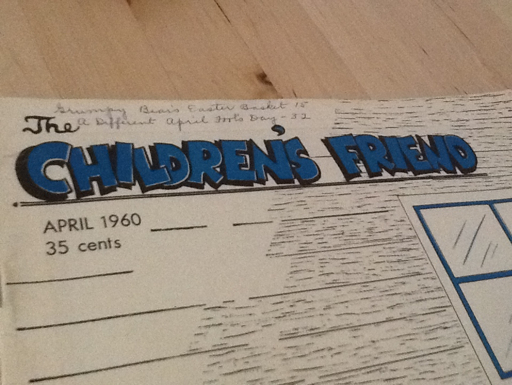 Grumpy Bear's Easter Basket 15
A Different April Fool's Day - 32
The
CHILDREN'S FRIEND
APRIL 1960
35 cents